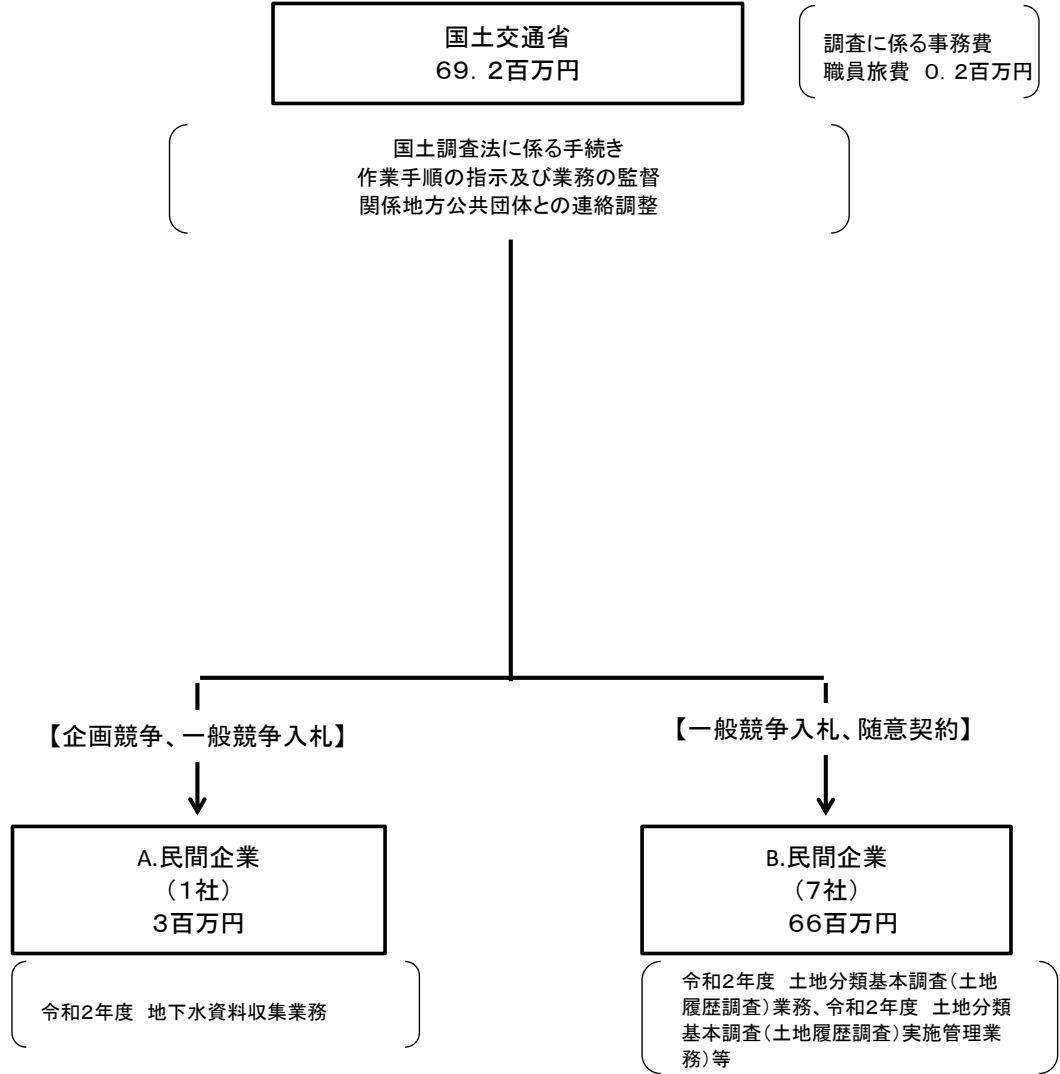 国土交通省
69．2百万円
調査に係る事務費
職員旅費　0．2百万円
国土調査法に係る手続き
作業手順の指示及び業務の監督
関係地方公共団体との連絡調整
【企画競争、一般競争入札】
【一般競争入札、随意契約】
A.民間企業
（1社）
3百万円
B.民間企業
（7社）
66百万円
令和2年度　地下水資料収集業務
令和2年度　土地分類基本調査（土地
履歴調査）業務、令和2年度　土地分類
基本調査（土地履歴調査）実施管理業
務）等